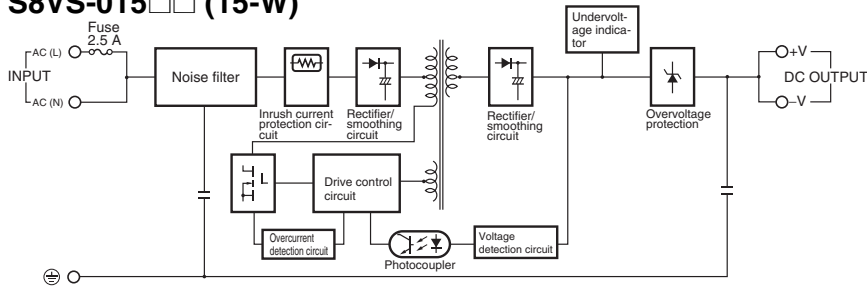 S8VS-015□□ (15-W)
Fuse
2.5 A
AC (L)
INPUT
AC (N)
Noise filter
Inrush current
protection cir-
cuit
Rectifier/
smoothing
circuit
Rectifier/
smoothing
circuit
Undervolt-
age indica-
tor
Overvoltage
protection
+V
DC OUTPUT
–V
Drive control
circuit
Overcurrent
detection circuit
Photocoupler
Voltage
detection circuit